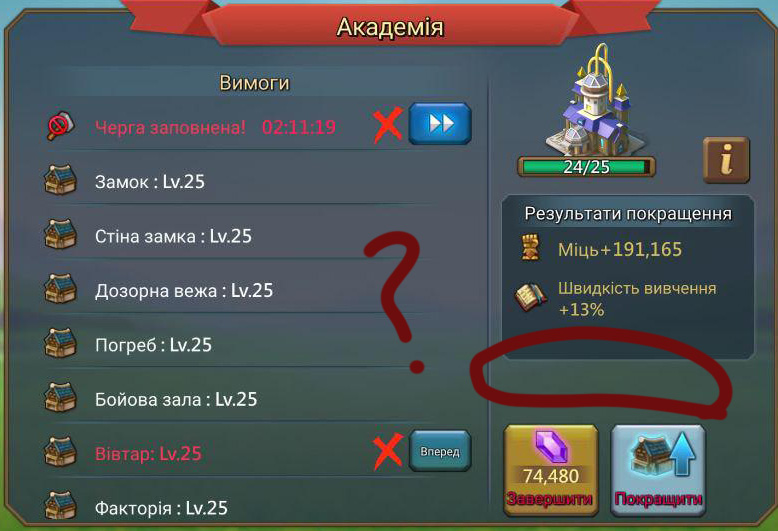 Академія
Вимоги
Черга заповнена! 02:11:19
Замок : Lv.25
Стіна замка : Lv.25
Дозорна вежа : Lv.25
Погреб : Lv.25
Бойова зала : Lv.25
Вівтар: Lv.25
Вперед
Факторія : Lv.25
24/25
i
Результати покращення
Міць+191,165
Швидкість вивчення
+13%
?
74,480
Завершити
Покращити